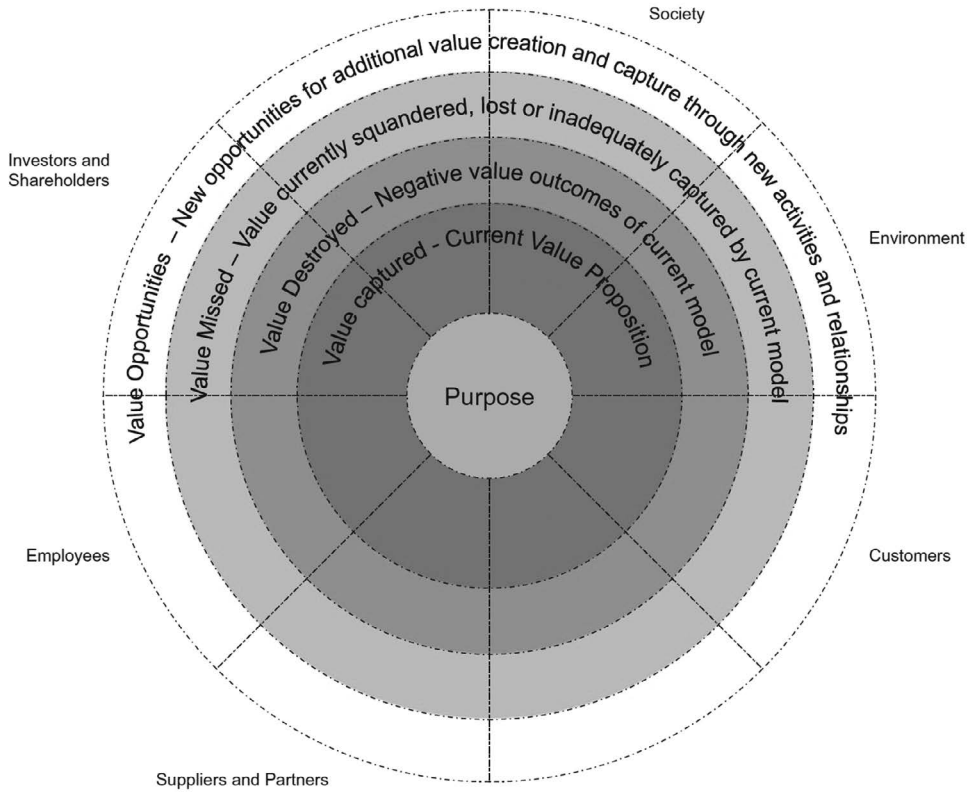 Society
Value Opportunities – New opportunities for additional value creation and capture through new activities and relationships
Value Missed – Value currently squandered, lost or inadequately captured by current model
Value Destroyed – Negative value outcomes of current model
Value captured - Current Value Proposition
Purpose
Investors and
Shareholders
Environment
Employees
Customers
Suppliers and Partners